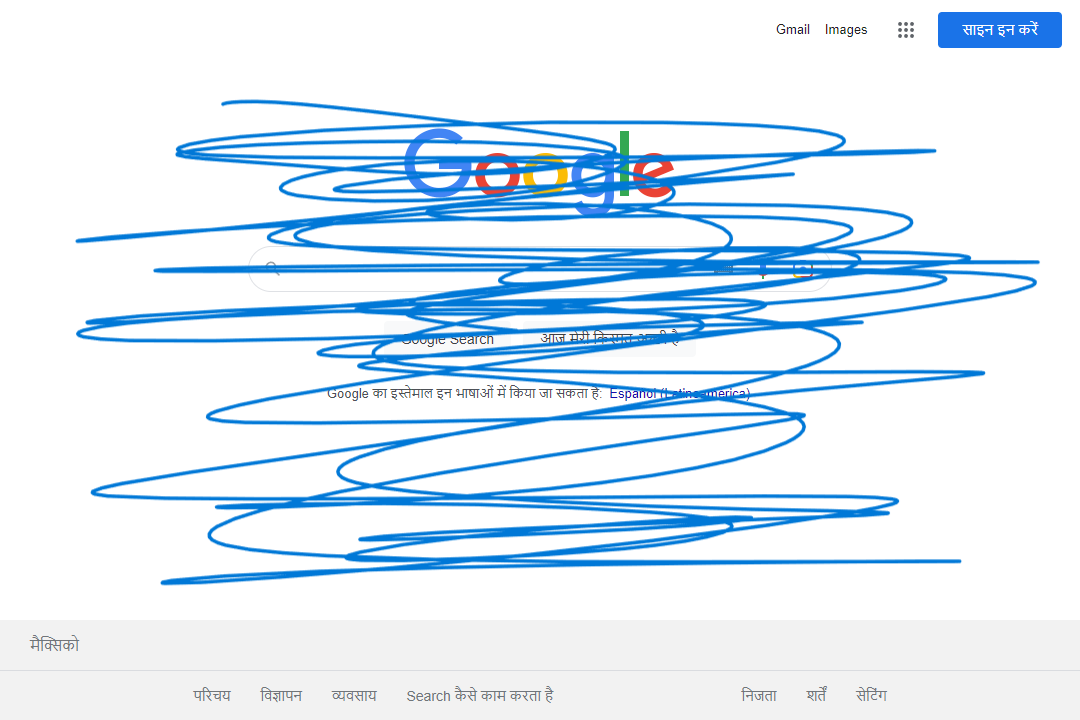 Gmail Images साइन इन करें
Google
Google Search आज मेरी किस्मत अच्छी है
Google का इस्तेमाल इन भाषाओं में किया जा सकता है: Español (Latinoamérica)
मैक्सिको
परिचय विज्ञापन व्यवसाय Search कैसे काम करता है निजता शर्तें सेटिंग